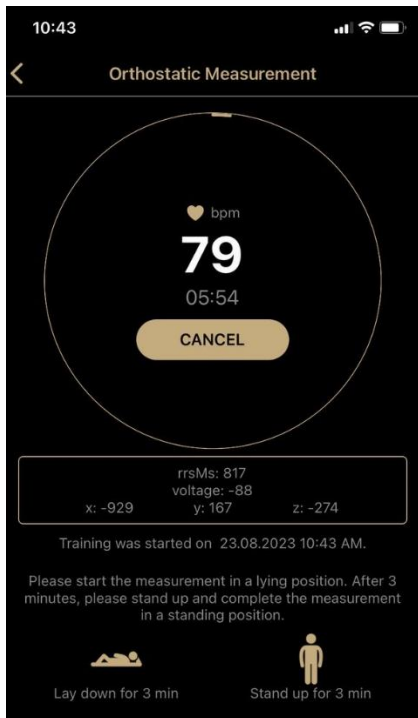 10:43
Orthostatic Measurement
bpm
79
05:54
CANCEL
rrsMs: 817
voltage: -88
x: -929 y: 167 z: -274
Training was started on 23.08.2023 10:43 AM.
Please start the measurement in a lying position. After 3
minutes, please stand up and complete the measurement
in a standing position.
Lay down for 3 min Stand up for 3 min